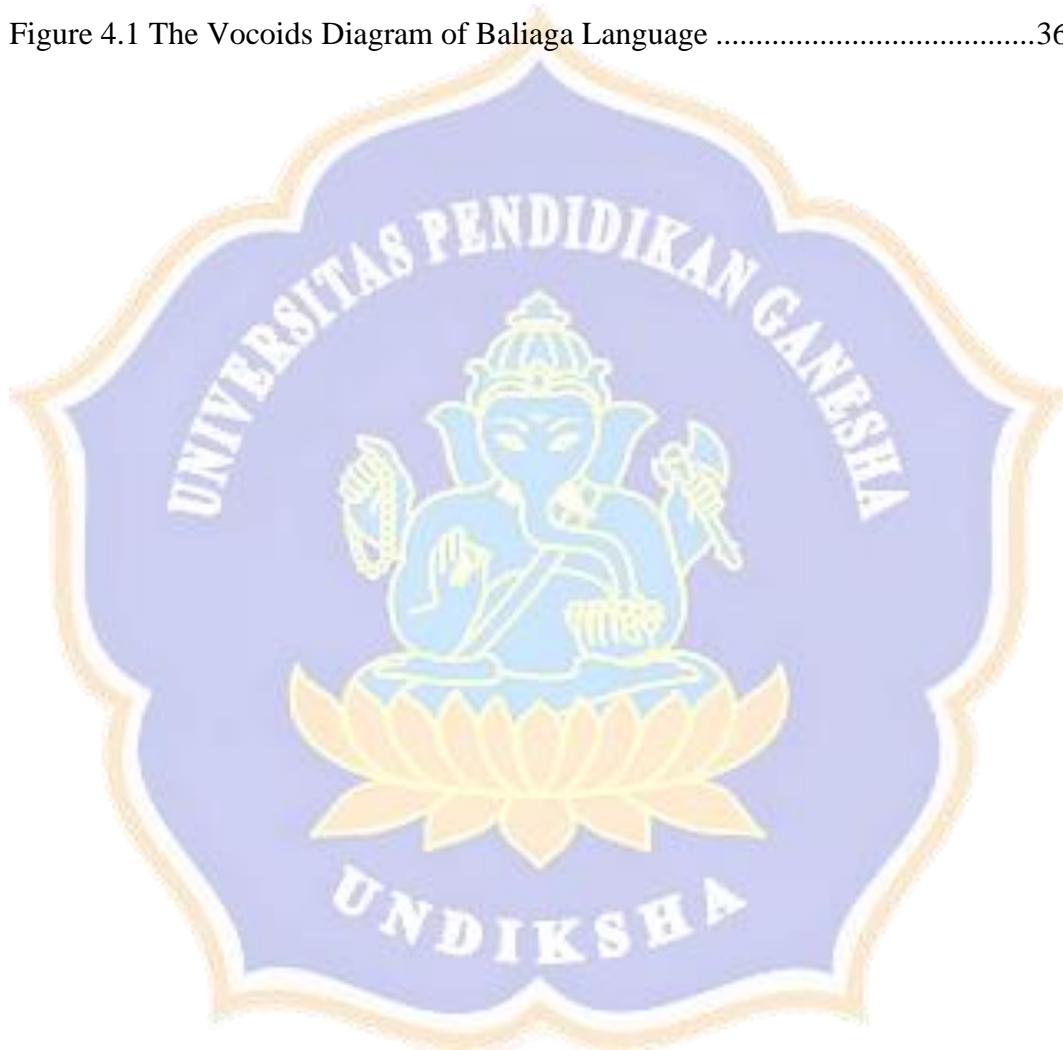 Figure 4.1 The Vocoids Diagram of Baliaga Language .......................................36
UNIVERSITAS PENDIDIKAN GANESHA
UNDIKSHA